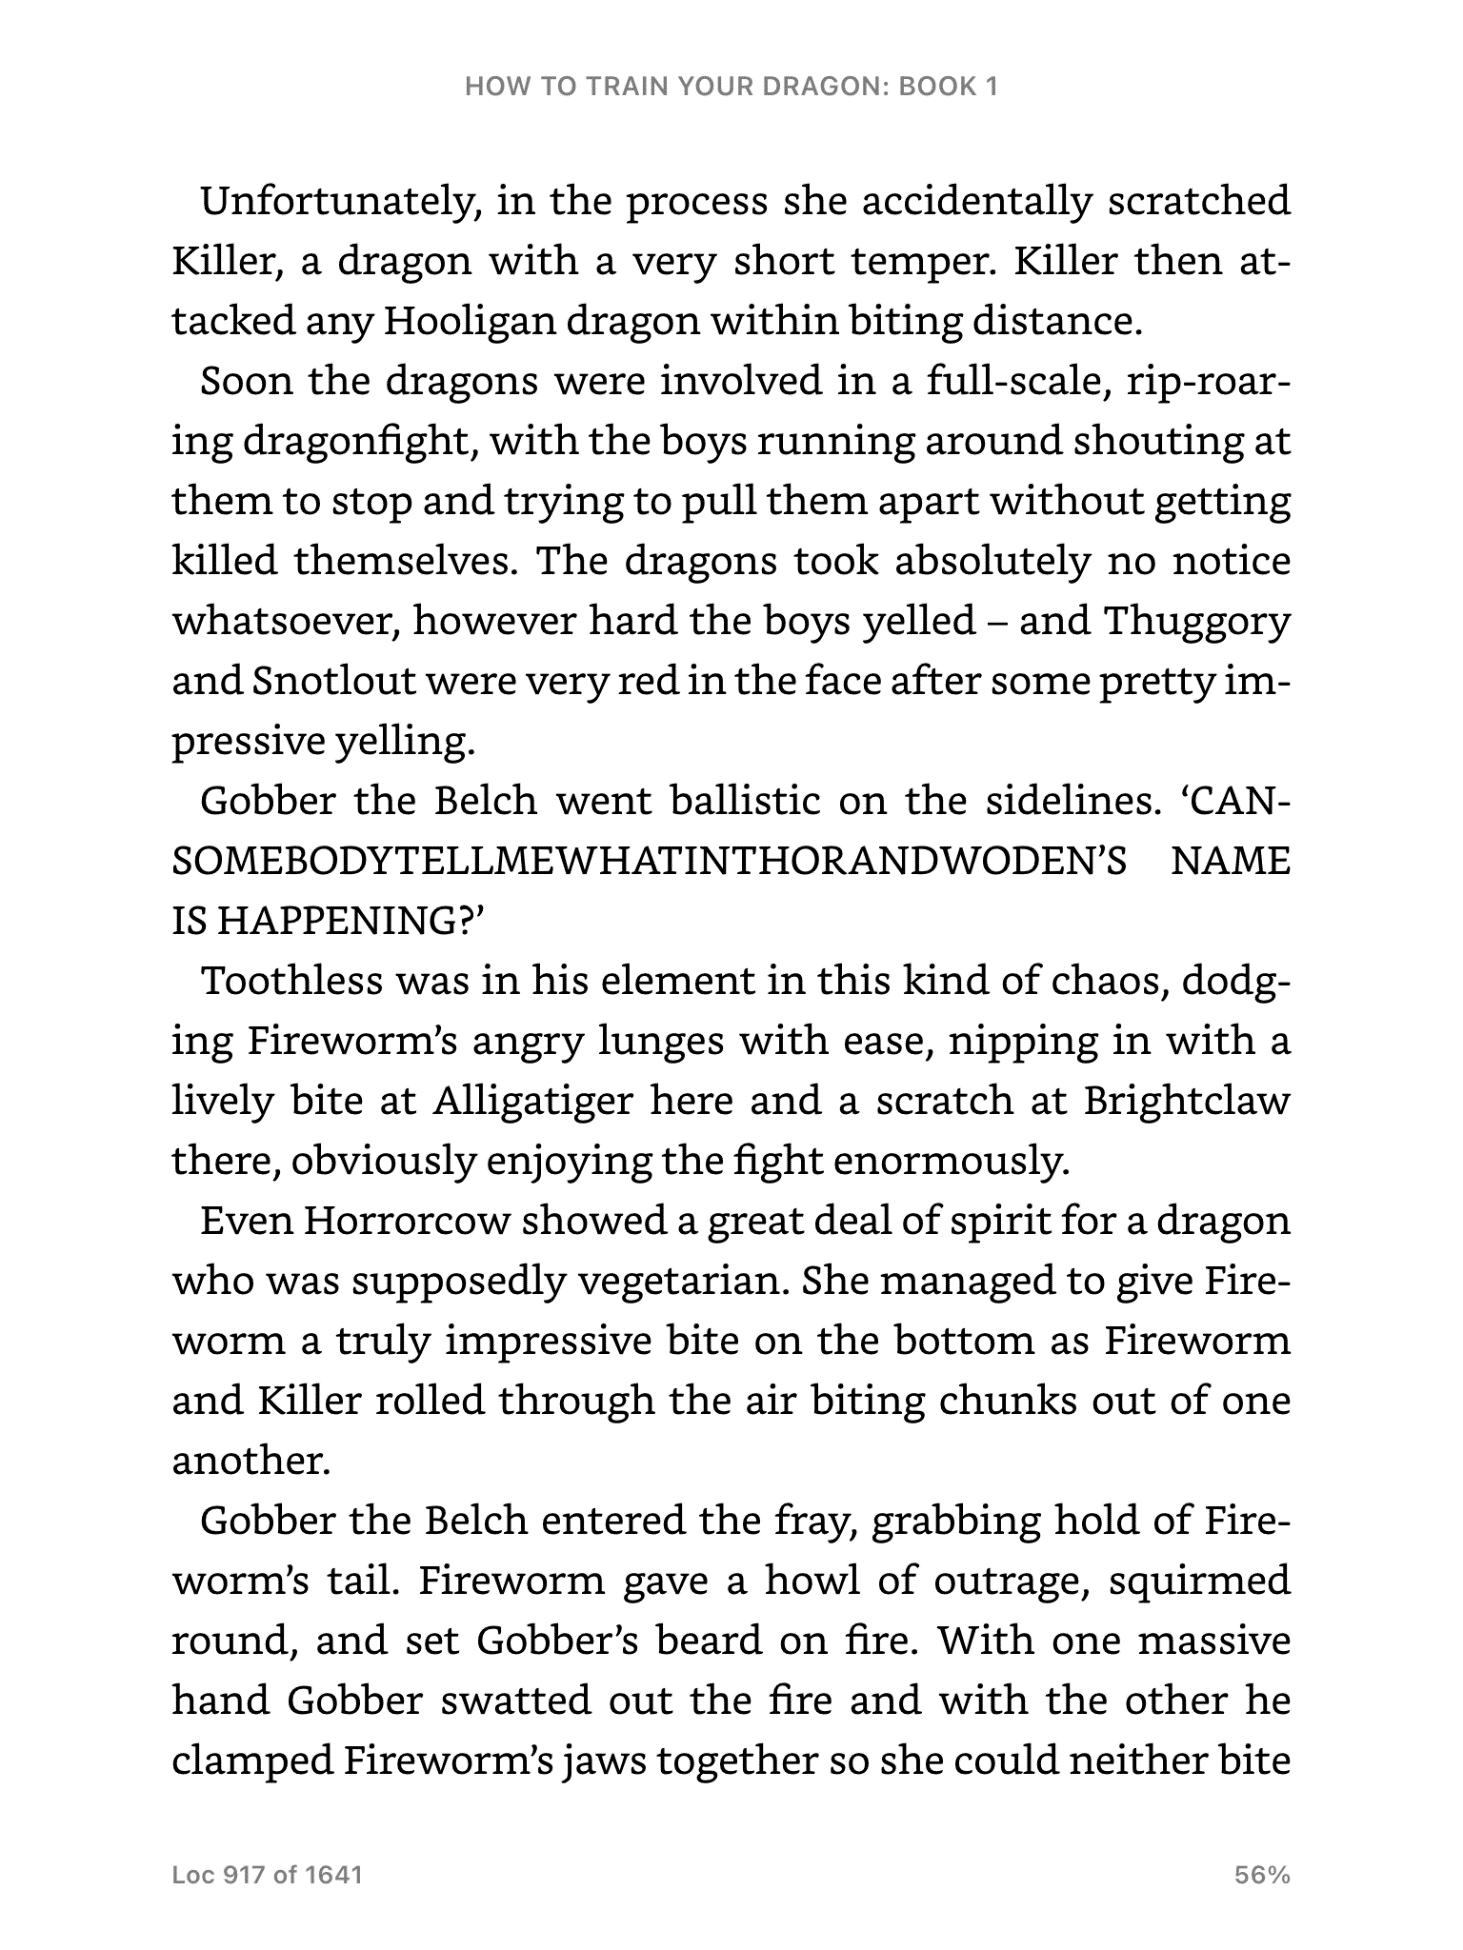 HOW TO TRAIN YOUR DRAGON: BOOK 1
Unfortunately, in the process she accidentally scratched
Killer, a dragon with a very short temper. Killer then at-
tacked any Hooligan dragon within biting distance.
Soon the dragons were involved in a full-scale, rip-roar-
ing dragonfight, with the boys running around shouting at
them to stop and trying to pull them apart without getting
killed themselves. The dragons took absolutely no notice
whatsoever, however hard the boys yelled – and Thuggory
and Snotlout were very red in the face after some pretty im-
pressive yelling.
Gobber the Belch went ballistic on the sidelines. ‘CAN-
SOMEBODYTELLMEWHATINTHORANDWODEN’S NAME
IS HAPPENING?’
Toothless was in his element in this kind of chaos, dodg-
ing Fireworm’s angry lunges with ease, nipping in with a
lively bite at Alligatiger here and a scratch at Brightclaw
there, obviously enjoying the fight enormously.
Even Horrorcow showed a great deal of spirit for a dragon
who was supposedly vegetarian. She managed to give Fire-
worm a truly impressive bite on the bottom as Fireworm
and Killer rolled through the air biting chunks out of one
another.
Gobber the Belch entered the fray, grabbing hold of Fire-
worm’s tail. Fireworm gave a howl of outrage, squirmed
round, and set Gobber’s beard on fire. With one massive
hand Gobber swatted out the fire and with the other he
clamped Fireworm’s jaws together so she could neither bite
Loc 917 of 1641
56%